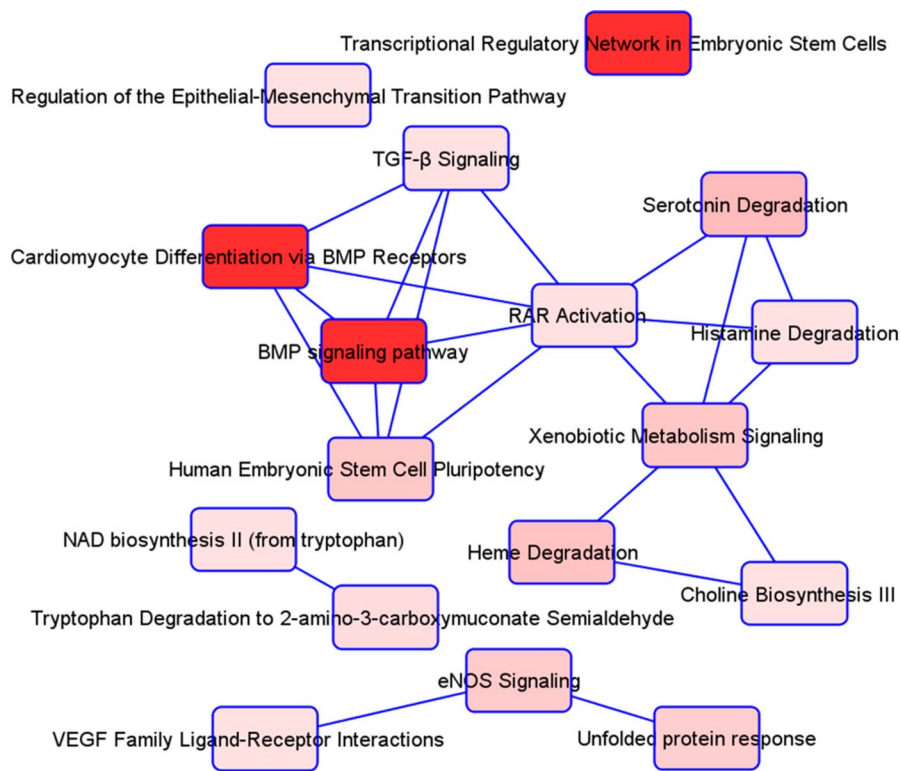 Transcriptional Regulatory Network in Embryonic Stem Cells
Regulation of the Epithelial-Mesenchymal Transition Pathway
TGF-β Signaling
Serotonin Degradation
Cardiomyocyte Differentiation via BMP Receptors
RAR Activation
Histamine Degradation
BMP signaling pathway
Xenobiotic Metabolism Signaling
Human Embryonic Stem Cell Pluripotency
NAD biosynthesis II (from tryptophan)
Heme Degradation
Choline Biosynthesis III
Tryptophan Degradation to 2-amino-3-carboxymuconate Semialdehyde
eNOS Signaling
VEGF Family Ligand-Receptor Interactions
Unfolded protein response